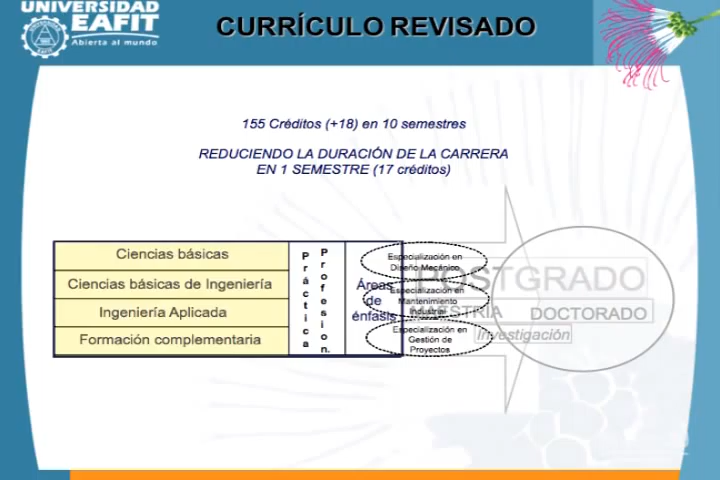 UNIVERSIDAD
EAFIT
Abierta al mundo
CURRÍCULO REVISADO
155 Créditos (+18) en 10 semestres
REDUCIENDO LA DURACIÓN DE LA CARRERA
EN 1 SEMESTRE (17 créditos)
Ciencias básicas
Ciencias básicas de Ingeniería
Ingeniería Aplicada
Formación complementaria
Práctica
Profesion.
Áreas
de
énfasis
Especialización en
Diseño Mecánico
Especialización en
Mantenimiento
Industrial
Especialización en
Gestión de
Proyectos
POSTGRADO
MAESTRIA
DOCTORADO
Investigación